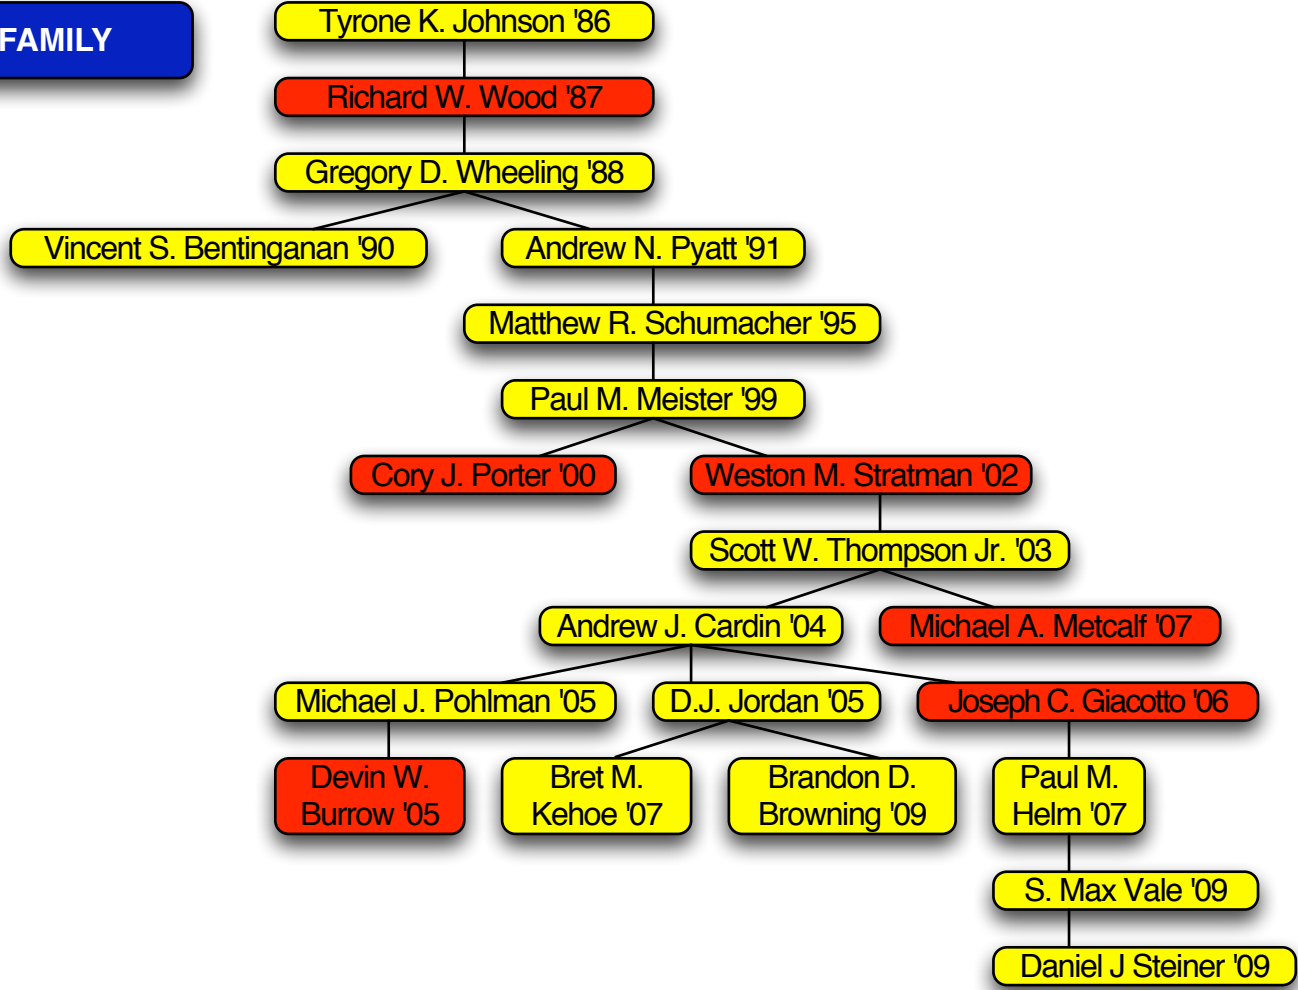 FAMILY
Tyrone K. Johnson '86
Richard W. Wood '87
Gregory D. Wheeling '88
Vincent S. Bentinganan '90
Andrew N. Pyatt '91
Matthew R. Schumacher '95
Paul M. Meister '99
Cory J. Porter '00
Weston M. Stratman '02
Scott W. Thompson Jr. '03
Andrew J. Cardin '04
Michael A. Metcalf '07
Michael J. Pohlman '05
D.J. Jordan '05
Joseph C. Giacotto '06
Devin W.
Burrow '05
Bret M.
Kehoe '07
Brandon D.
Browning '09
Paul M.
Helm '07
S. Max Vale '09
Daniel J Steiner '09